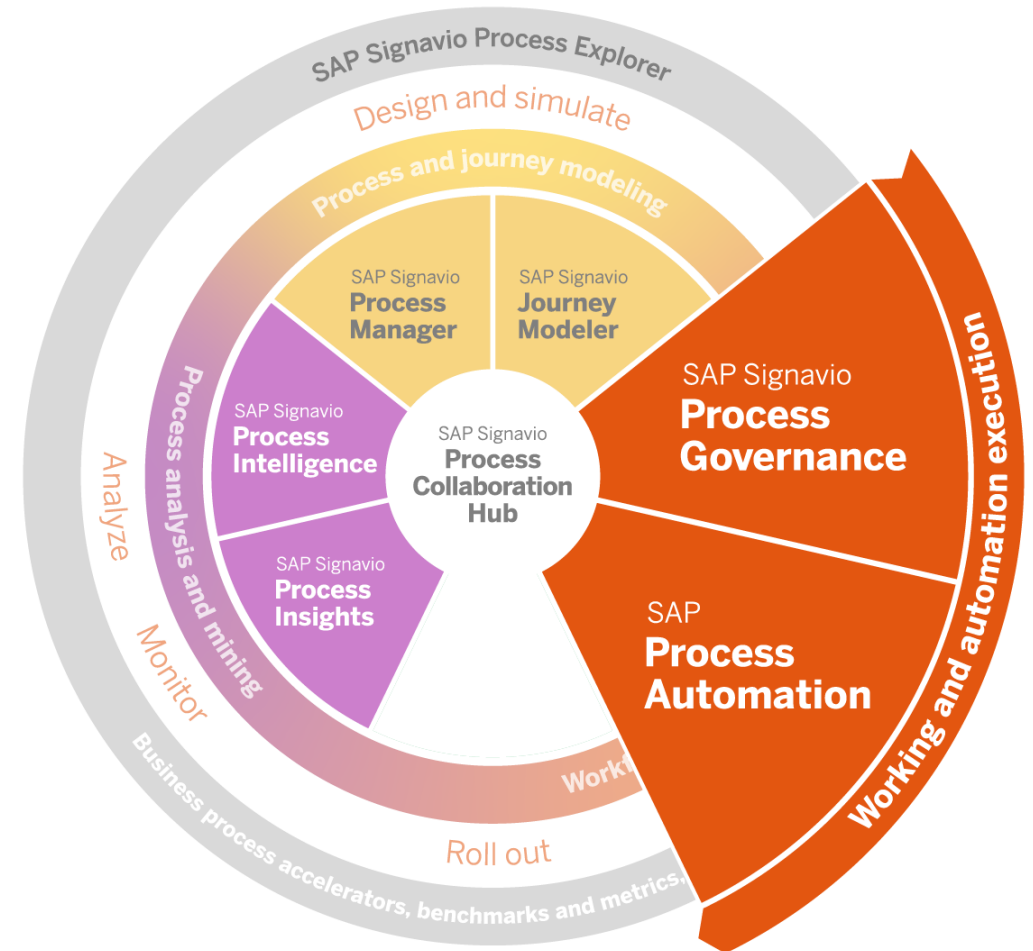 SAP Signavio Process Explorer
Design and simulate
Process and journey modeling
SAP Signavio
Process
Manager
SAP Signavio
Journey
Modeler
SAP Signavio
Process
Governance
Working and automation execution
SAP Signavio
Process
Intelligence
SAP Signavio
Process
Collaboration
Hub
Process analysis and mining
Analyze
SAP Signavio
Process
Insights
SAP
Process
Automation
Monitor
Workf
Roll out
Business process accelerators, benchmarks and metrics,